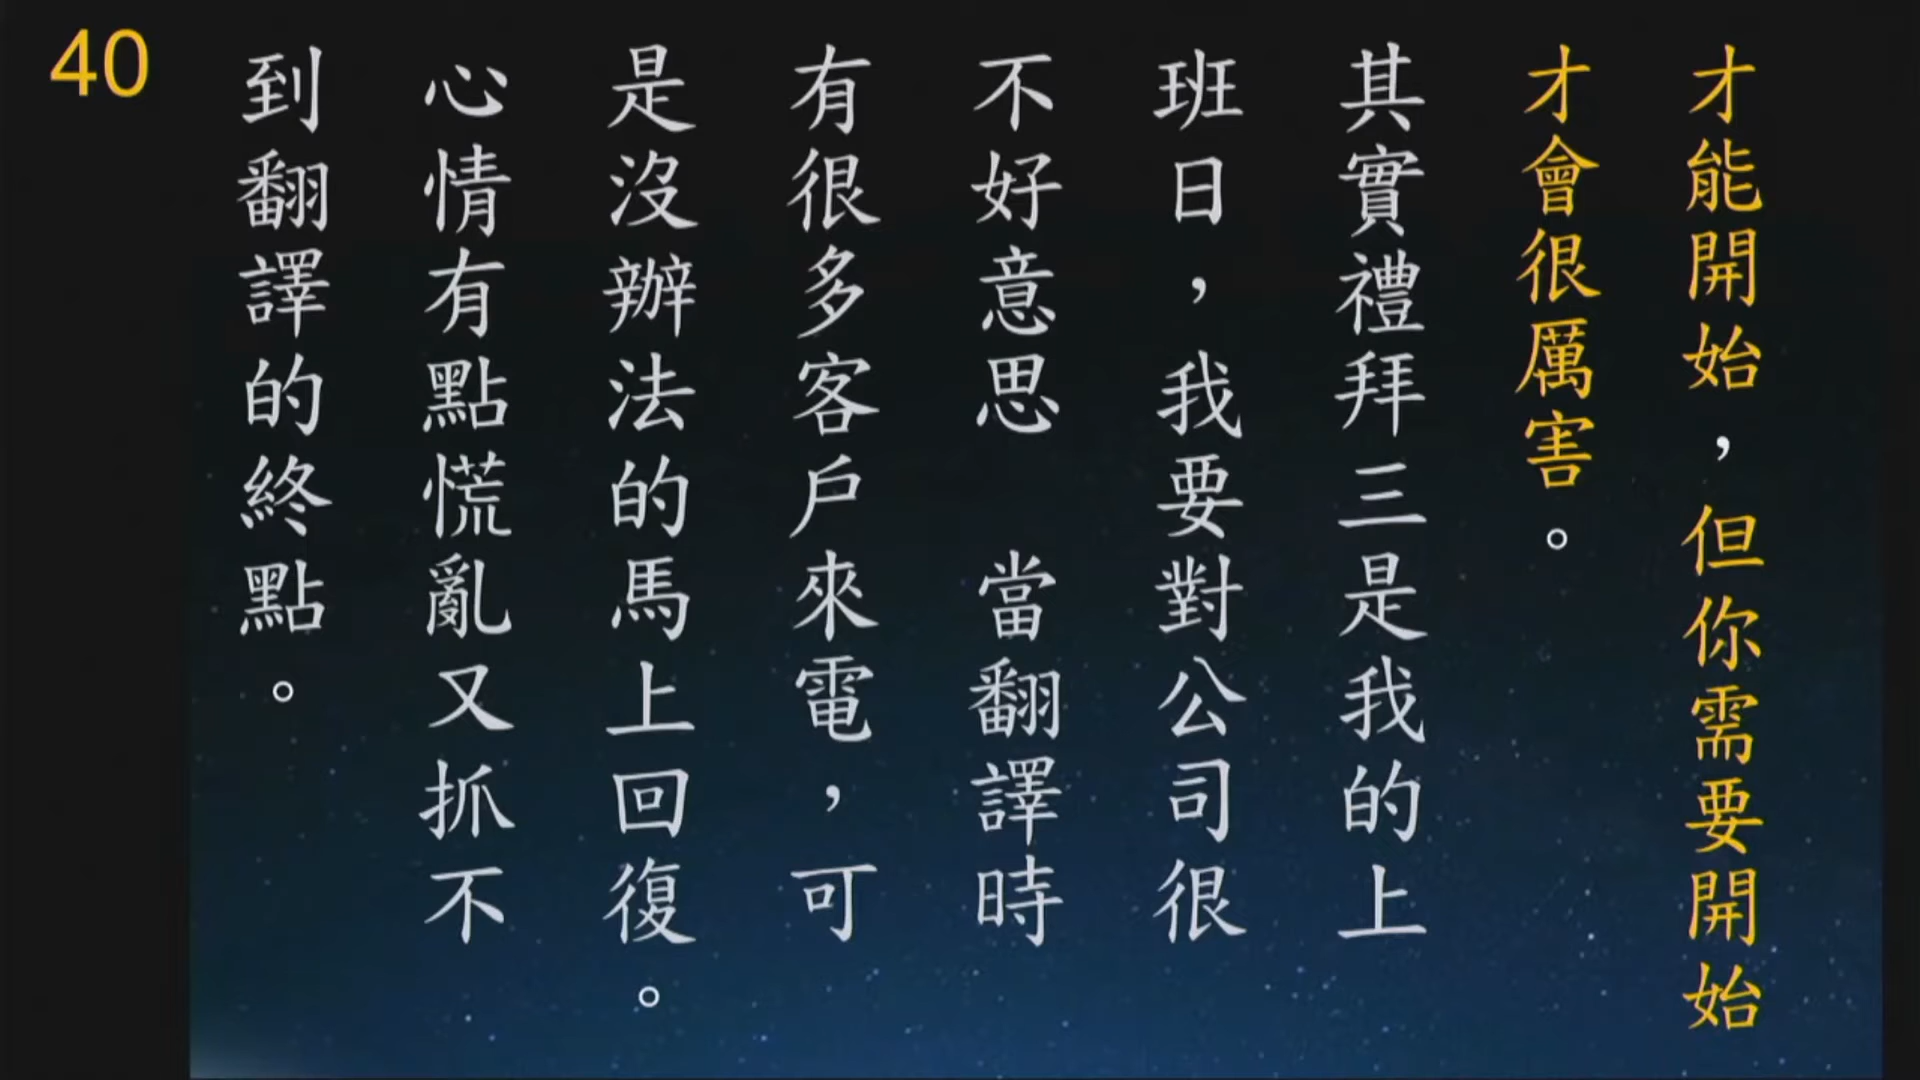 才能開始，但你需要開始
才會很厲害。
其實禮拜三是我的上
班日，我要對公司很
不好意思　當翻譯時
有很多客戶來電，可
是沒辦法的馬上回復。
心情有點慌亂又抓不
到翻譯的終點。
40